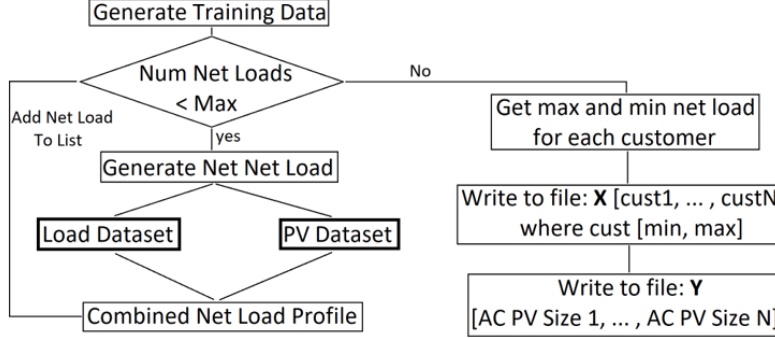 Generate Training Data
Num Net Loads
< Max
No
Add Net Load
To List
yes
Generate Net Net Load
Load Dataset
PV Dataset
Combined Net Load Profile
Get max and min net load
for each customer
Write to file: X [cust1, ... , custN
where cust [min, max]
Write to file: Y
[AC PV Size 1, ... , AC PV Size N]